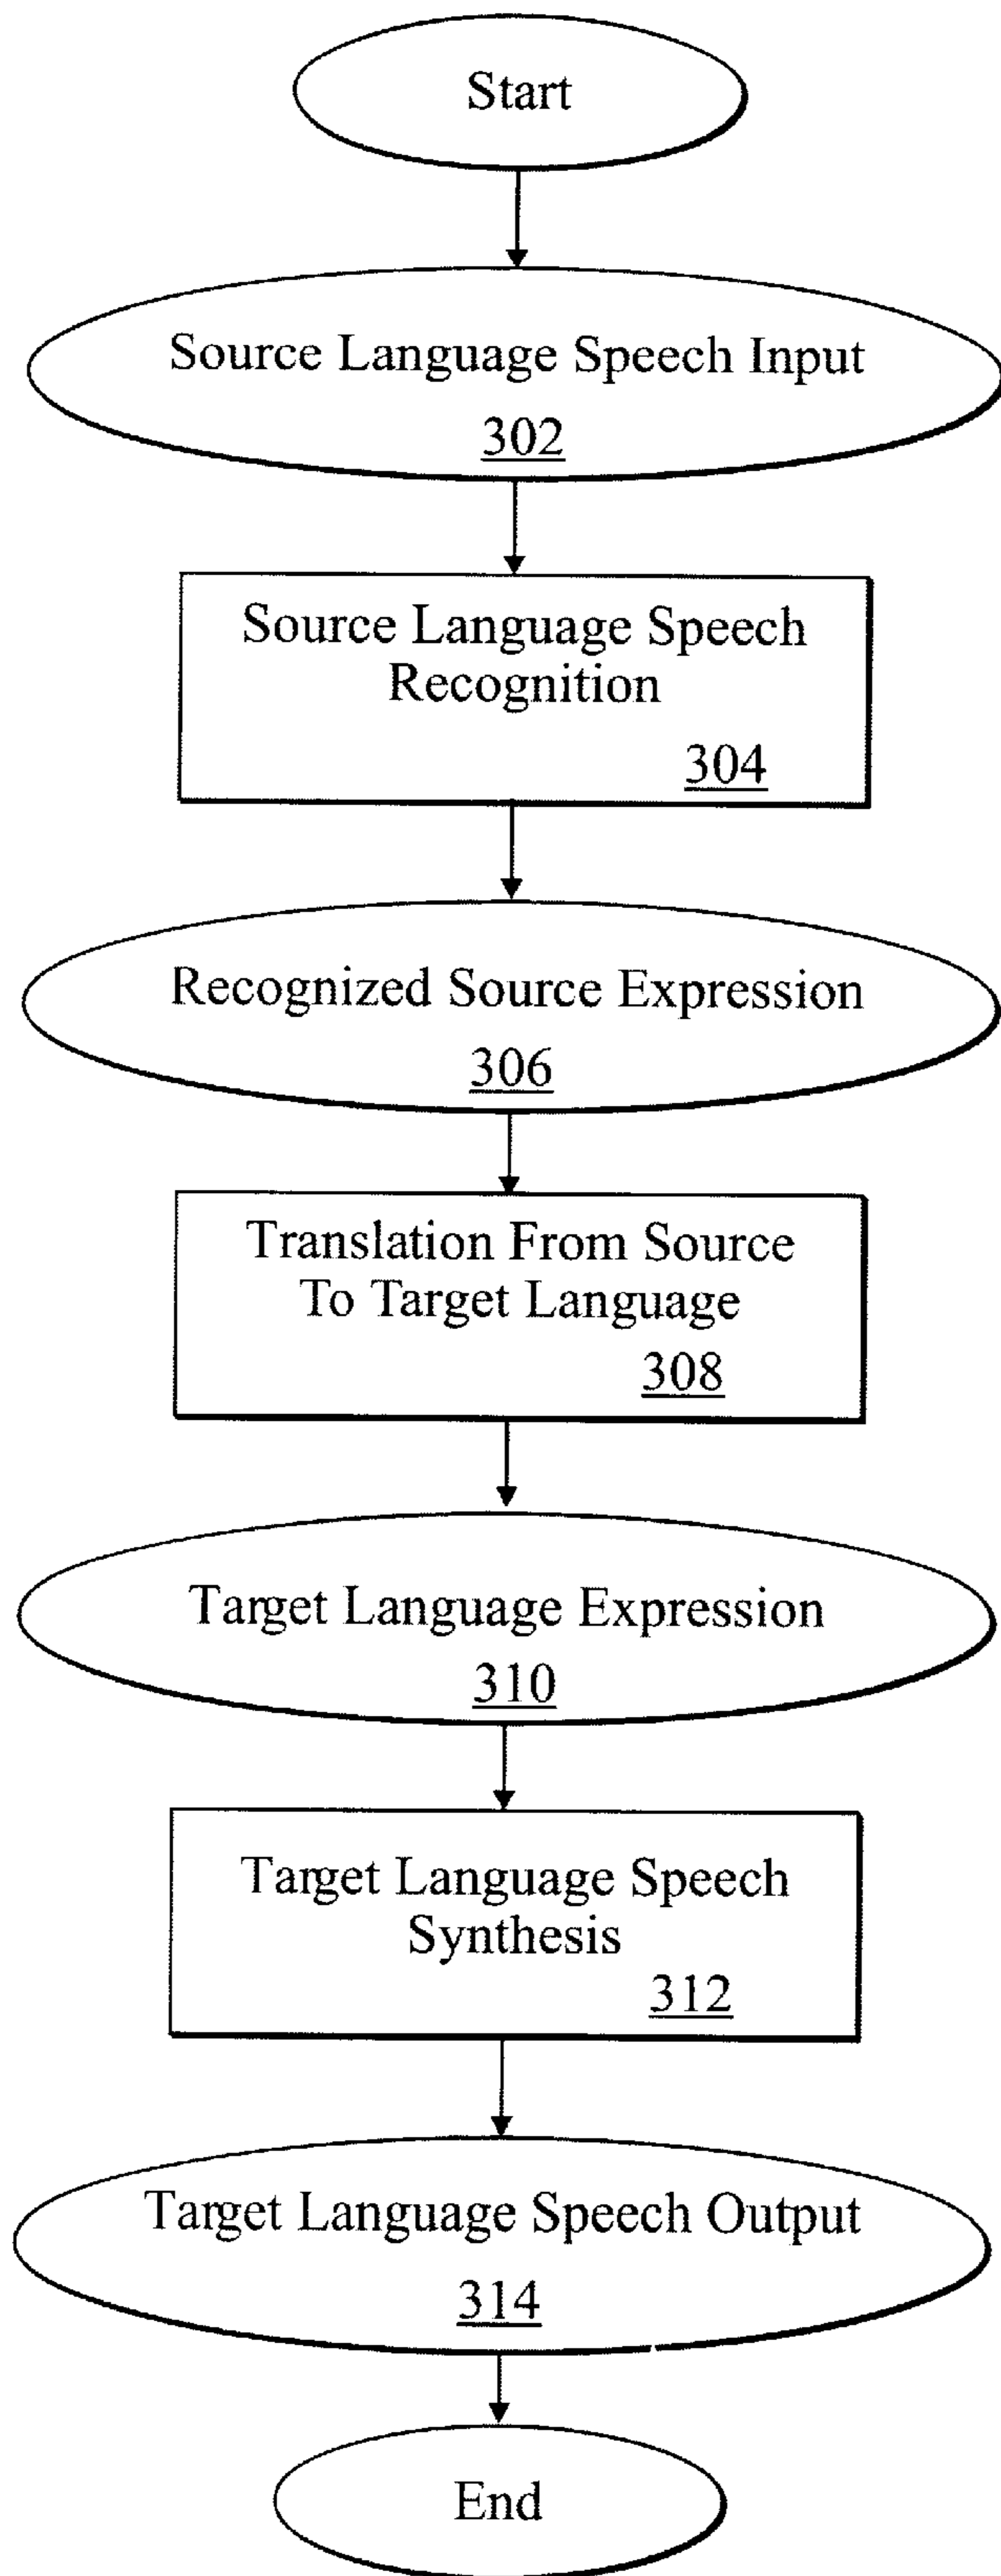 Start
Source Language Speech Input
302
Source Language Speech
Recognition
304
Recognized Source Expression
306
Translation From Source
To Target Language
308
Target Language Expression
310
Target Language Speech
Synthesis
312
Target Language Speech Output
314
End